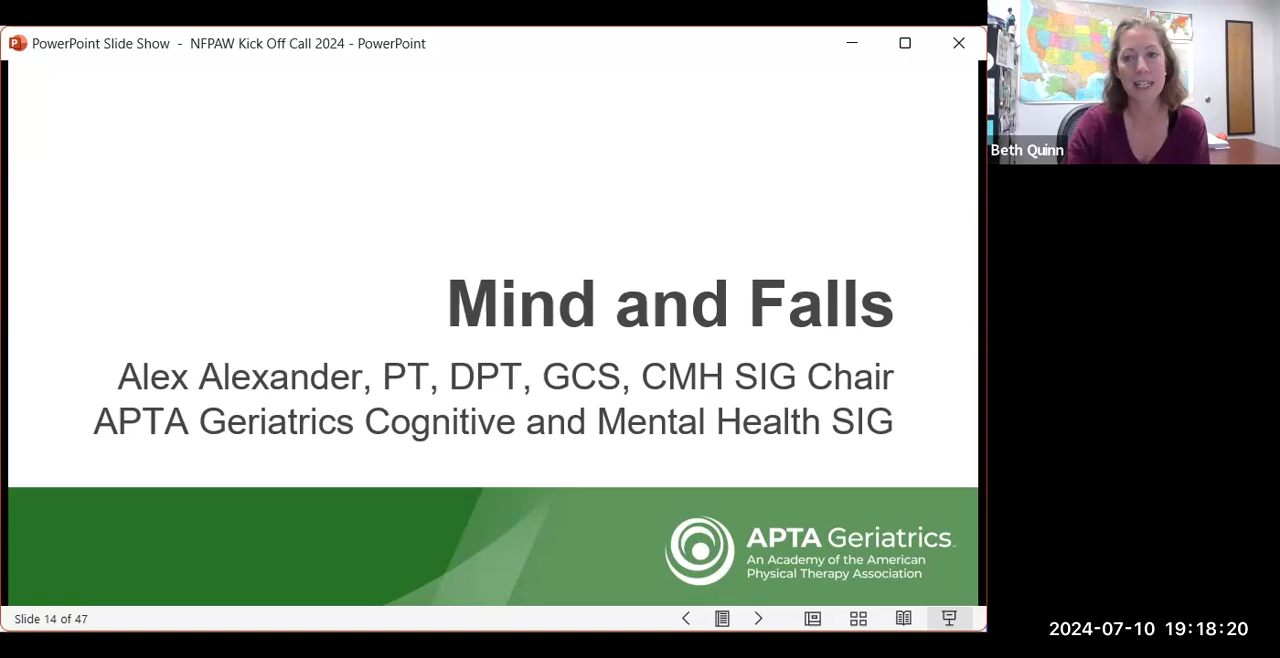 PowerPoint Slide Show - NFPAW Kick Off Call 2024 - PowerPoint
Beth Quinn
Mind and Falls
Alex Alexander, PT, DPT, GCS, CMH SIG Chair
APTA Geriatrics Cognitive and Mental Health SIG
APTA Geriatrics™
An Academy of the American
Physical Therapy Association
Slide 14 of 47
2024-07-10 19:18:20